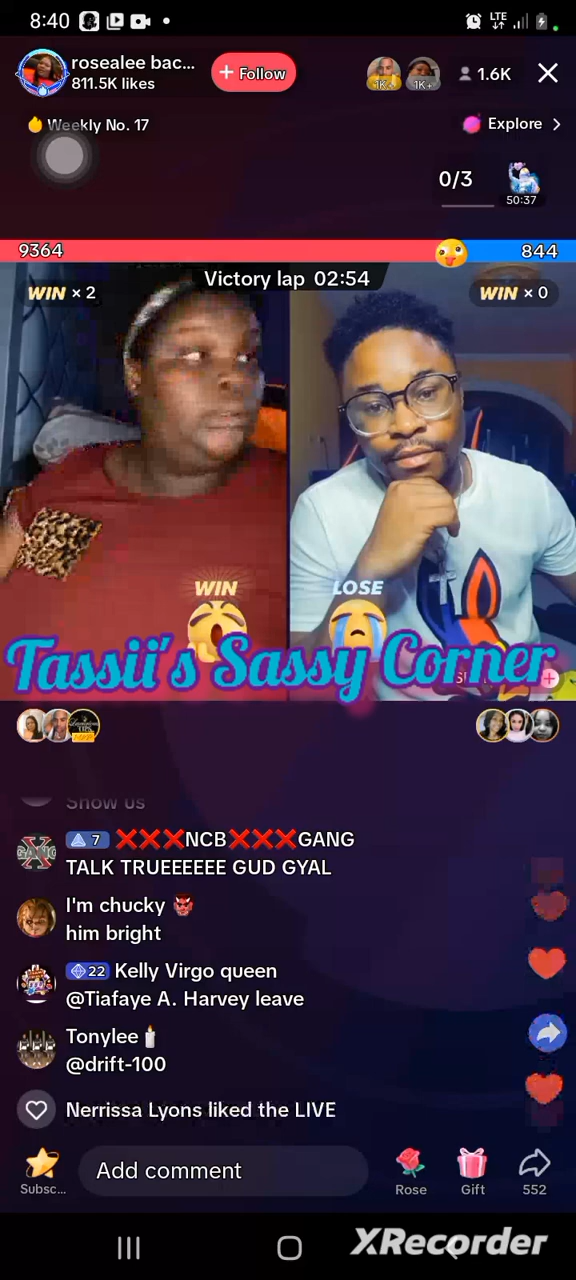 8:40
LTE
rosealee bac...
+ Follow
811.5K likes
1K+
1K+
1.6K
Weekly No. 17
Explore >
0/3
50:37
9364
844
Victory lap 02:54
WIN × 2
WIN × 0
WIN
LOSE
Tassii's Sassy Corner
Show us
7 ❌❌❌NCB❌❌❌GANG
TALK TRUEEEEEE GUD GYAL
I'm chucky 👹
him bright
22 Kelly Virgo queen
@Tiafaye A. Harvey leave
Tonylee🕯️
@drift-100
Nerrissa Lyons liked the LIVE
Add comment
Subsc...
Rose
Gift
552
XRecorder